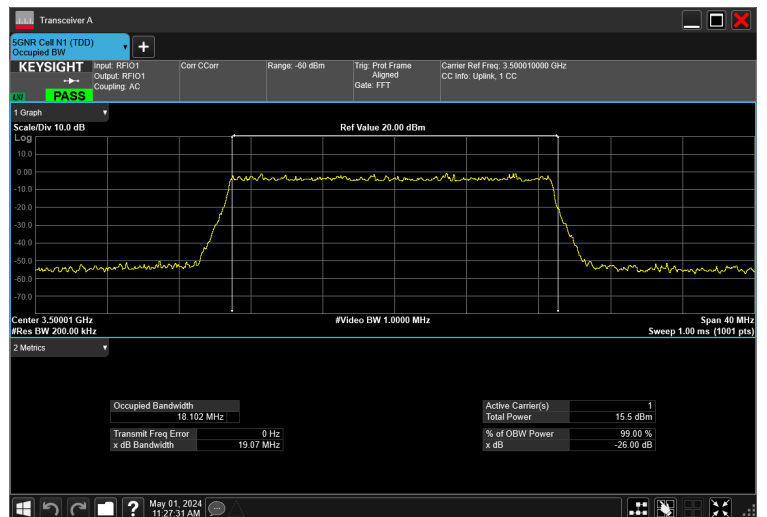 Transceiver A
5GNR Cell N1 (TDD)
Occupied BW
KEYSIGHT
LXI
PASS
Input: RFIO1
Output: RFIO1
Coupling: AC
Corr CCorr
Range: -60 dBm
Trig: Prot Frame
Aligned
Gate: FFT
Carrier Ref Freq: 3.500010000 GHz
CC Info: Uplink, 1 CC
1 Graph
Scale/Div 10.0 dB
Ref Value 20.00 dBm
Log
10.0
0.00
-10.0
-20.0
-30.0
-40.0
-50.0
-60.0
-70.0
Center 3.50001 GHz
#Video BW 1.0000 MHz
Span 40 MHz
#Res BW 200.00 kHz
Sweep 1.00 ms (1001 pts)
2 Metrics
Occupied Bandwidth
18.102 MHz
Transmit Freq Error 0 Hz
x dB Bandwidth 19.07 MHz
Active Carrier(s) 1
Total Power 15.5 dBm
% of OBW Power 99.00 %
x dB -26.00 dB
May 01, 2024
11:27:31 AM